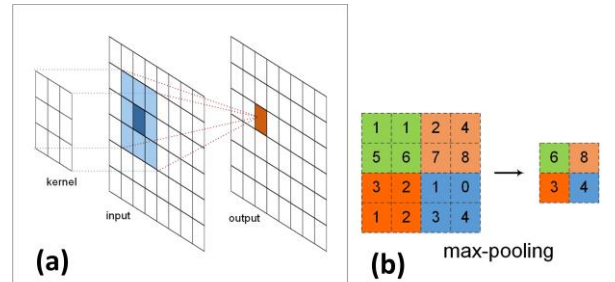 kernel
input
output
(a)
1 1 2 4
5 6 7 8
3 2 1 0
1 2 3 4
6 8
3 4
(b)
max-pooling